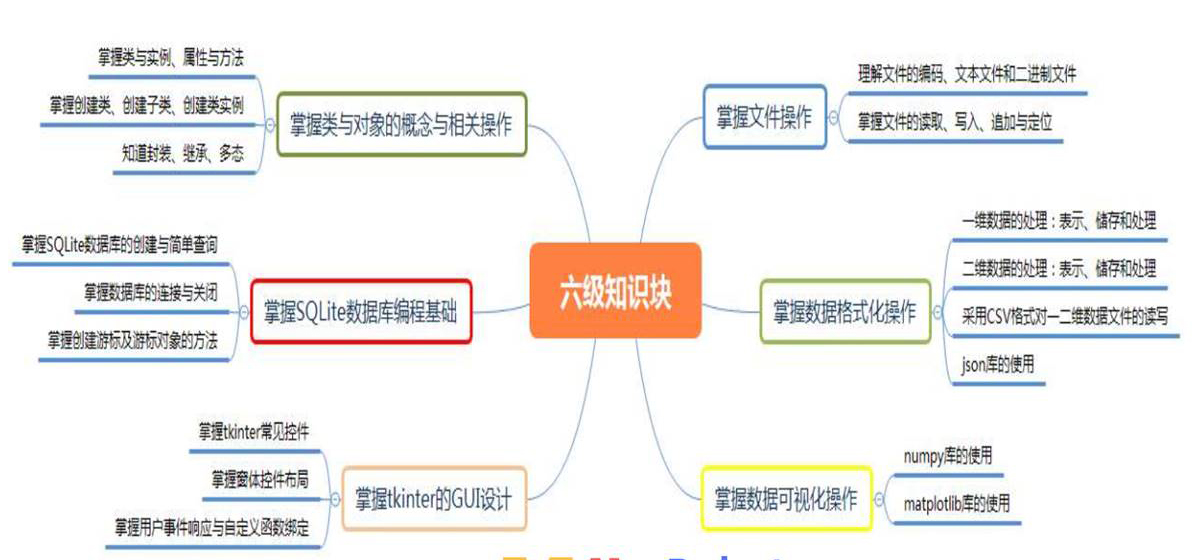 六级知识块
掌握文件操作
理解文件的编码、文本文件和二进制文件
掌握文件的读取、写入、追加与定位
掌握数据格式化操作
一维数据的处理：表示、储存和处理
二维数据的处理：表示、储存和处理
采用CSV格式对一二维数据文件的读写
json库的使用
掌握数据可视化操作
numpy库的使用
matplotlib库的使用
掌握类与对象的概念与相关操作
掌握类与实例、属性与方法
掌握创建类、创建子类、创建类实例
知道封装、继承、多态
掌握SQLite数据库编程基础
掌握SQLite数据库的创建与简单查询
掌握数据库的连接与关闭
掌握创建游标及游标对象的方法
掌握tkinter的GUI设计
掌握tkinter常见控件
掌握窗体控件布局
掌握用户事件响应与自定义函数绑定